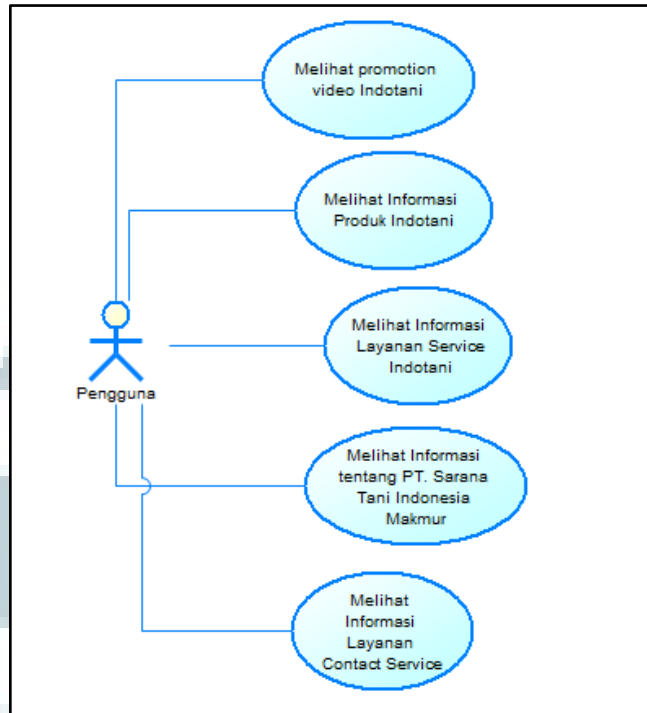 Melihat promotion
video Indotani
Melihat Informasi
Produk Indotani
Melihat Informasi
Layanan Service
Indotani
Pengguna
Melihat Informasi
tentang PT. Sarana
Tani Indonesia
Makmur
Melihat
Informasi
Layanan
Contact Service